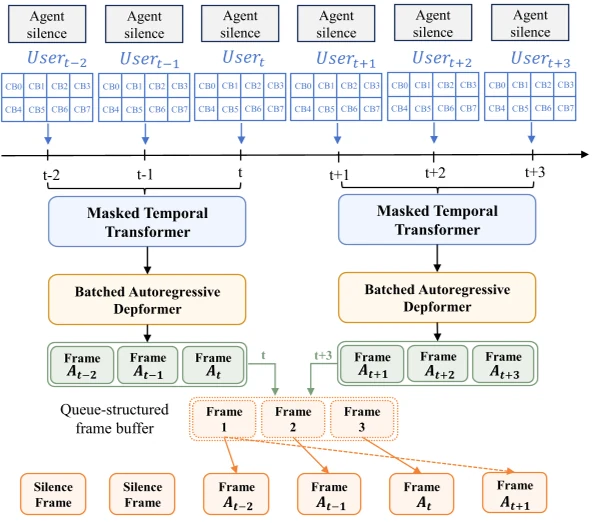 Agent silence Agent silence Agent silence Agent silence Agent silence Agent silence
User_{t-2} User_{t-1} User_t User_{t+1} User_{t+2} User_{t+3}
CB0 CB1 CB2 CB3 CB0 CB1 CB2 CB3 CB0 CB1 CB2 CB3 CB0 CB1 CB2 CB3 CB0 CB1 CB2 CB3 CB0 CB1 CB2 CB3
CB4 CB5 CB6 CB7 CB4 CB5 CB6 CB7 CB4 CB5 CB6 CB7 CB4 CB5 CB6 CB7 CB4 CB5 CB6 CB7 CB4 CB5 CB6 CB7
t-2 t-1 t t+1 t+2 t+3
Masked Temporal
Transformer
Masked Temporal
Transformer
Batched Autoregressive
Depformer
Batched Autoregressive
Depformer
Frame A_{t-2} Frame A_{t-1} Frame A_t
t t+3
Frame A_{t+1} Frame A_{t+2} Frame A_{t+3}
Queue-structured
frame buffer
Frame 1 Frame 2 Frame 3
Silence Frame Silence Frame Frame A_{t-2} Frame A_{t-1} Frame A_t Frame A_{t+1}